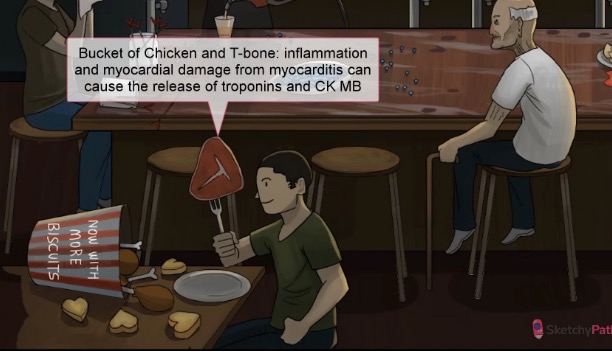 Bucket of Chicken and T-bone: inflammation
and myocardial damage from myocarditis can
cause the release of troponins and CK MB
NOW WITH
MORE
BISCUITS
SketchyPath